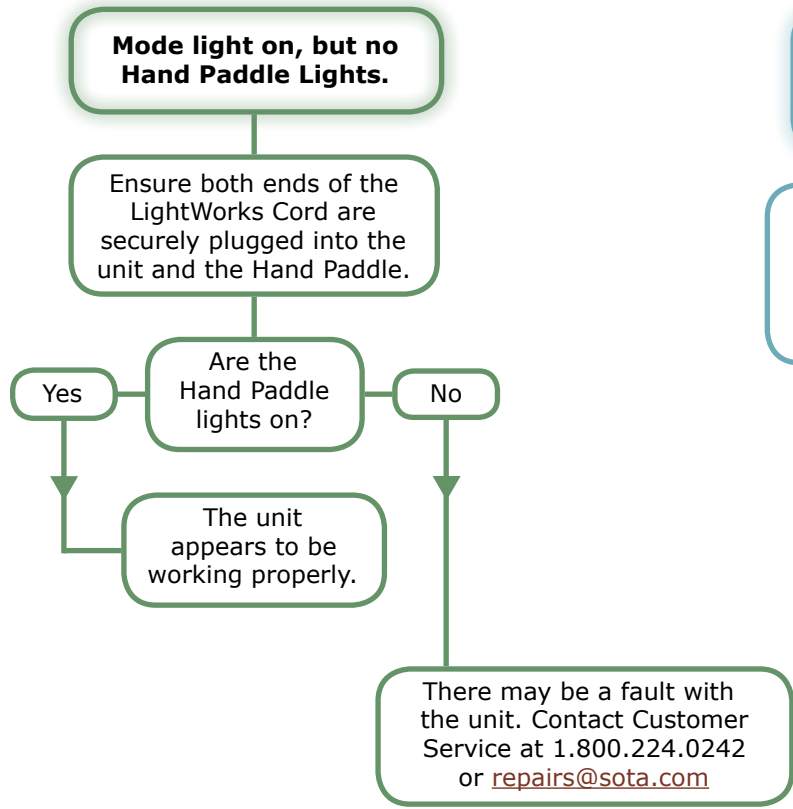 Mode light on, but no
Hand Paddle Lights.
Ensure both ends of the
LightWorks Cord are
securely plugged into the
unit and the Hand Paddle.
Are the
Hand Paddle
lights on?
Yes
No
The unit
appears to be
working properly.
There may be a fault with
the unit. Contact Customer
Service at 1.800.224.0242
or repairs@sota.com